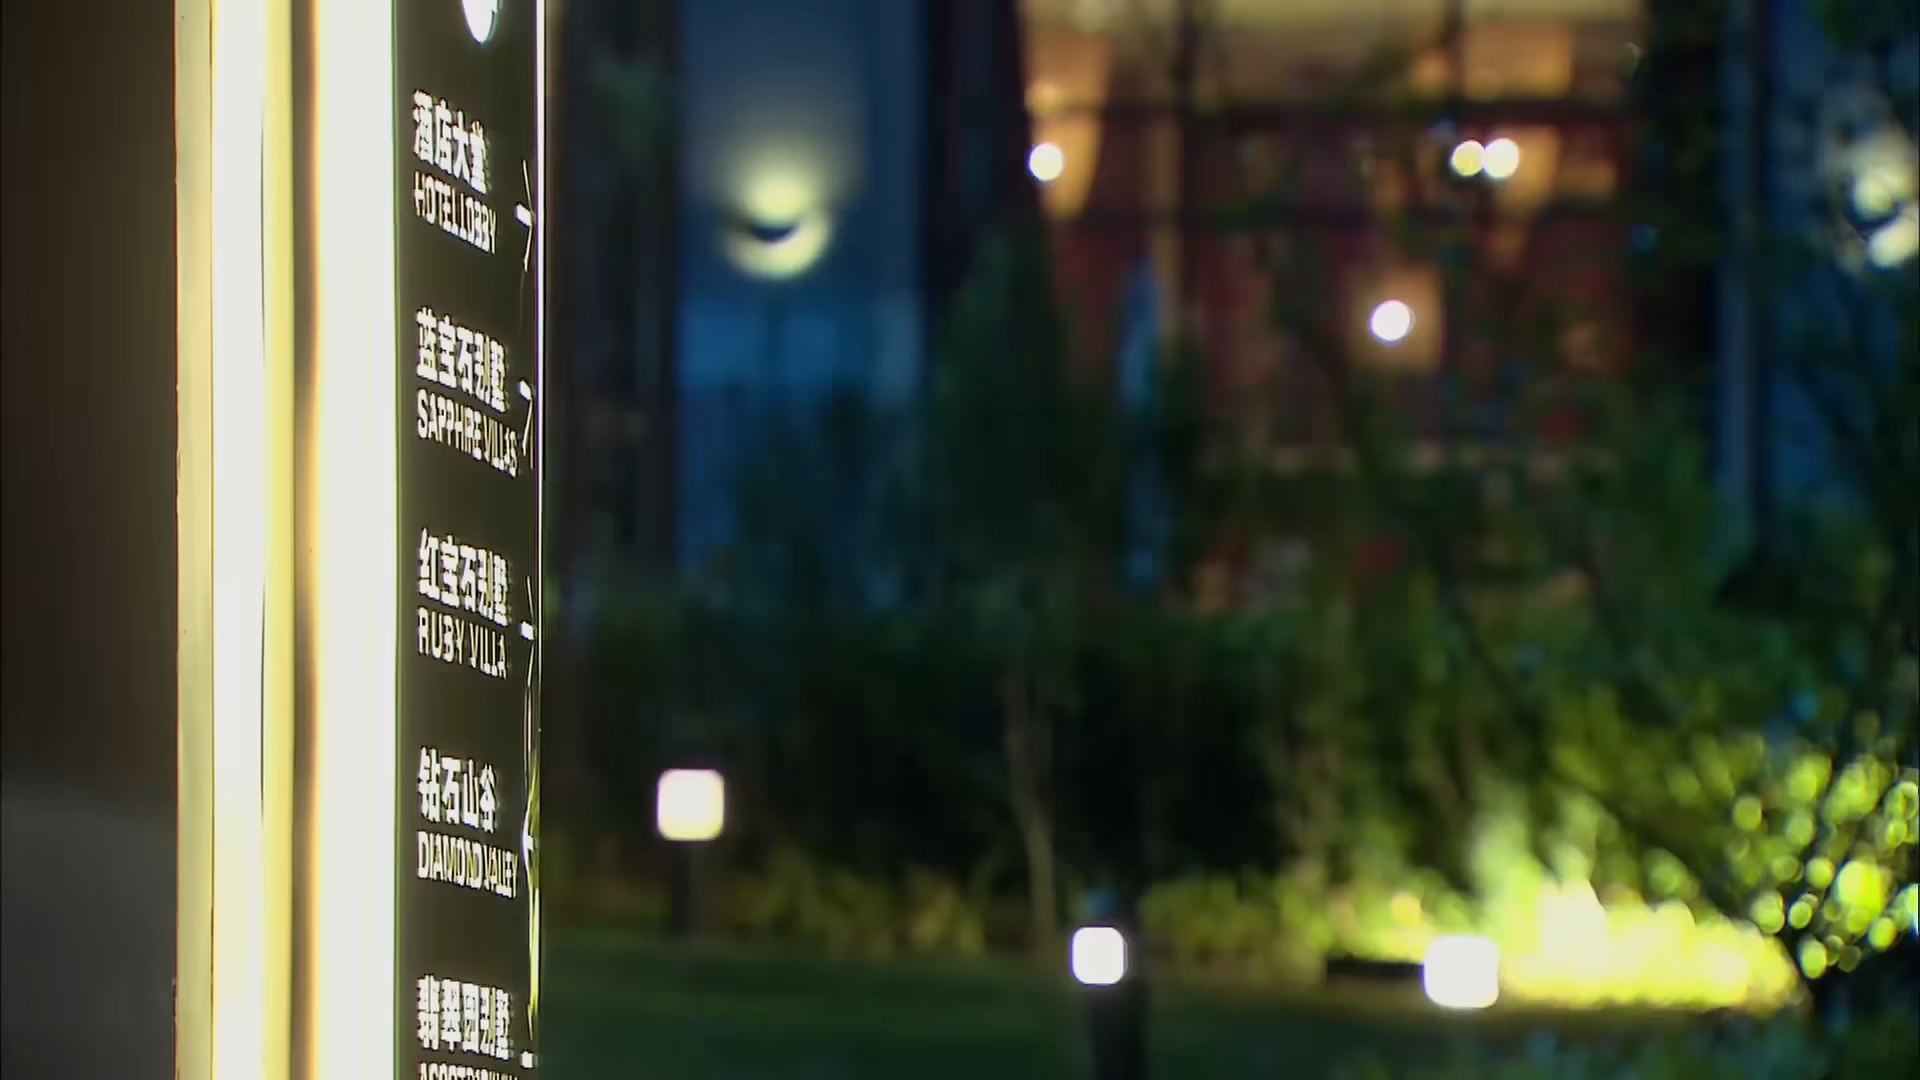 酒店大堂
HOTEL LOBBY
蓝宝石别墅
SAPPHIRE VILLAS
红宝石别墅
RUBY VILLA
钻石山谷
DIAMOND VALLEY
翡翠园别墅